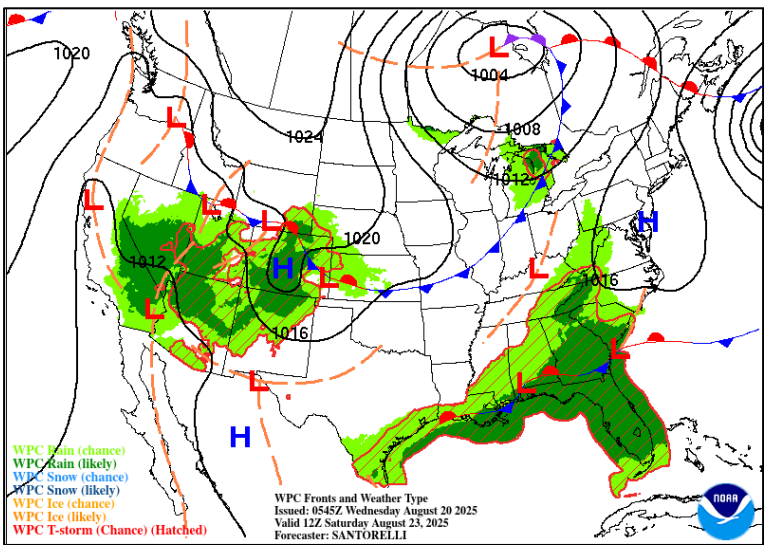 1020
L
1004
L
1024
1008
1012
L
L
H
1020
L
1012
H
L
L
1016
L
1016
L
L
L
H
WPC Rain (chance)
WPC Rain (likely)
WPC Snow (chance)
WPC Snow (likely)
WPC Ice (chance)
WPC Ice (likely)
WPC T-storm (Chance) (Hatched)
WPC Fronts and Weather Type
Issued: 0545Z Wednesday August 20 2025
Valid 12Z Saturday August 23, 2025
Forecaster: SANTORELLI
NOAA